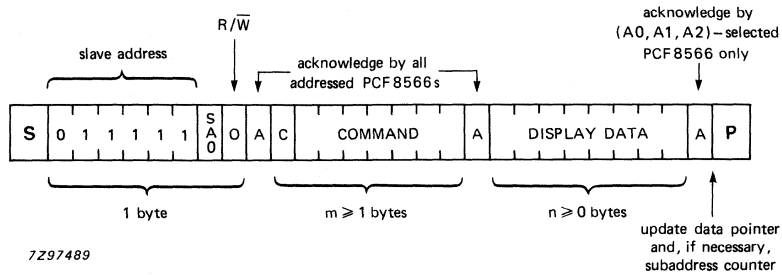 R/W̅
acknowledge by
(A0, A1, A2)–selected
PCF8566 only
slave address
acknowledge by all
addressed PCF8566s
S 0 1 1 1 1 1 SA0 0 A C COMMAND A DISPLAY DATA A P
1 byte
m ≥ 1 bytes
n ≥ 0 bytes
update data pointer
and, if necessary,
subaddress counter
7Z97489